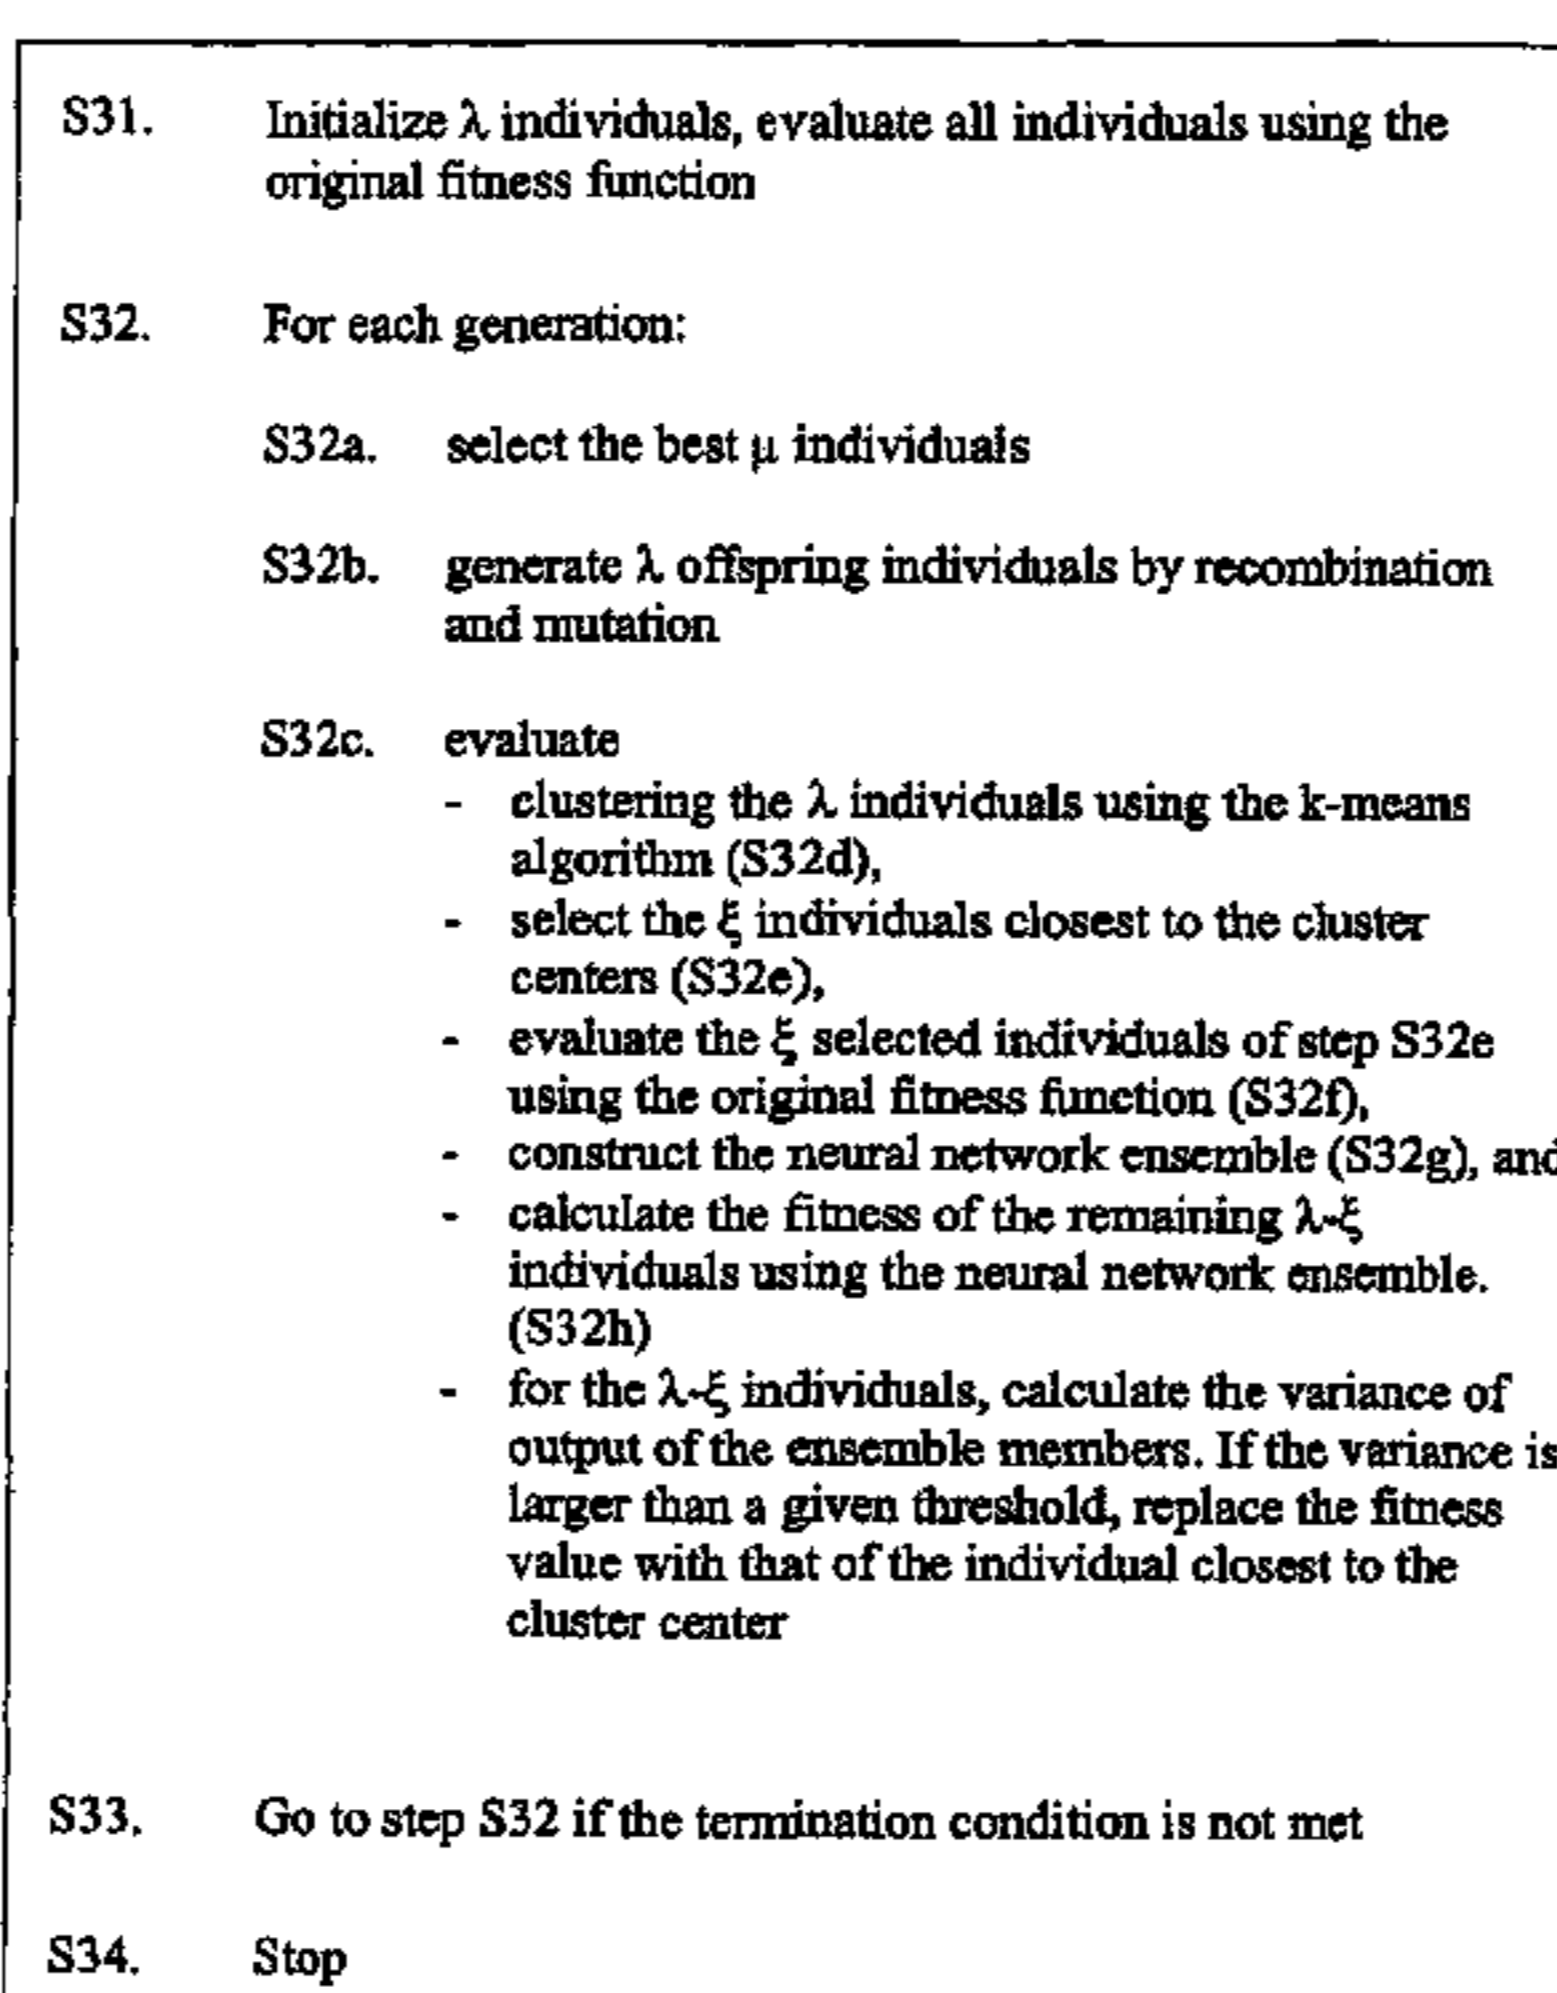 S31. Initialize λ individuals, evaluate all individuals using the
original fitness function
S32. For each generation:
S32a. select the best μ individuals
S32b. generate λ offspring individuals by recombination
and mutation
S32c. evaluate
- clustering the λ individuals using the k-means
algorithm (S32d),
- select the ξ individuals closest to the cluster
centers (S32e),
- evaluate the ξ selected individuals of step S32e
using the original fitness function (S32f),
- construct the neural network ensemble (S32g), and
- calculate the fitness of the remaining λ-ξ
individuals using the neural network ensemble.
(S32h)
- for the λ-ξ individuals, calculate the variance of
output of the ensemble members. If the variance is
larger than a given threshold, replace the fitness
value with that of the individual closest to the
cluster center
S33. Go to step S32 if the termination condition is not met
S34. Stop